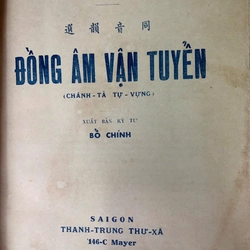 選韻音同
ĐỒNG ÂM VẬN TUYỂN
(CHÁNH-TẢ TỰ-VỰNG)
XUẤT BẢN KỲ TƯ
BỔ CHÍNH
SAIGON
THANH-TRUNG THƯ-XÃ
146-C Mayer